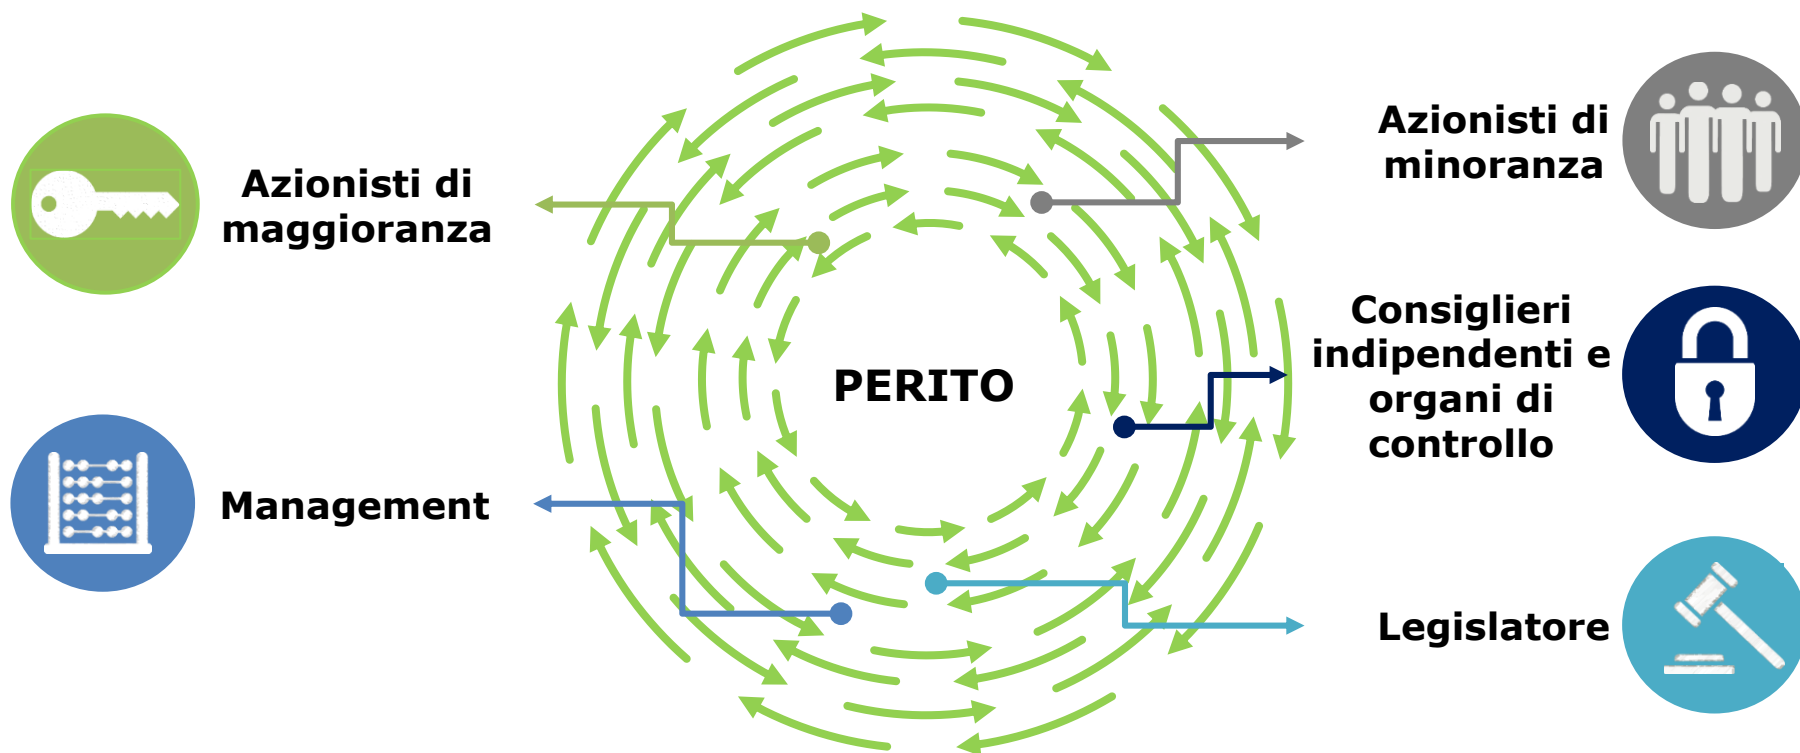 Azionisti di
maggioranza
Management
PERITO
Azionisti di
minoranza
Consiglieri
indipendenti e
organi di
controllo
Legislatore